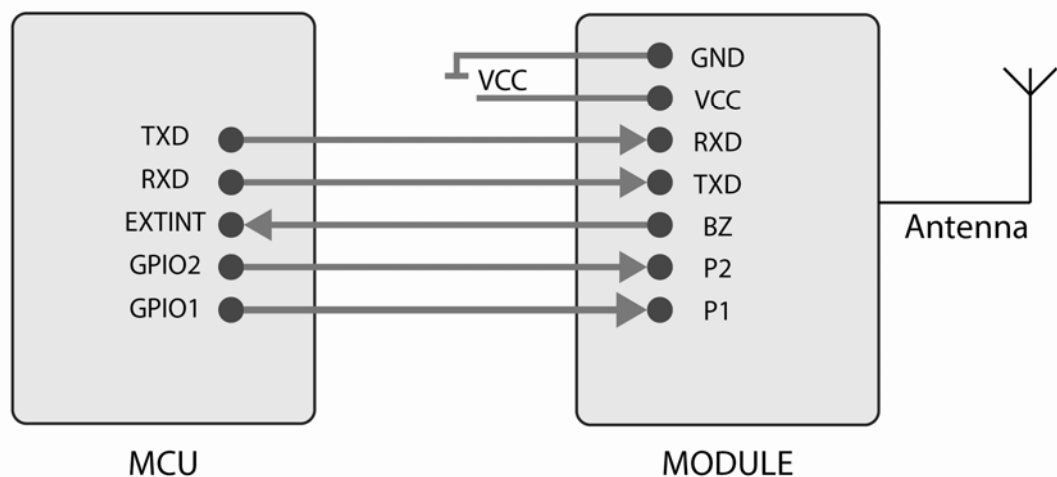 GND
VCC
VCC
TXD
RXD
RXD
TXD
EXTINT
BZ
Antenna
GPIO2
P2
GPIO1
P1
MCU
MODULE